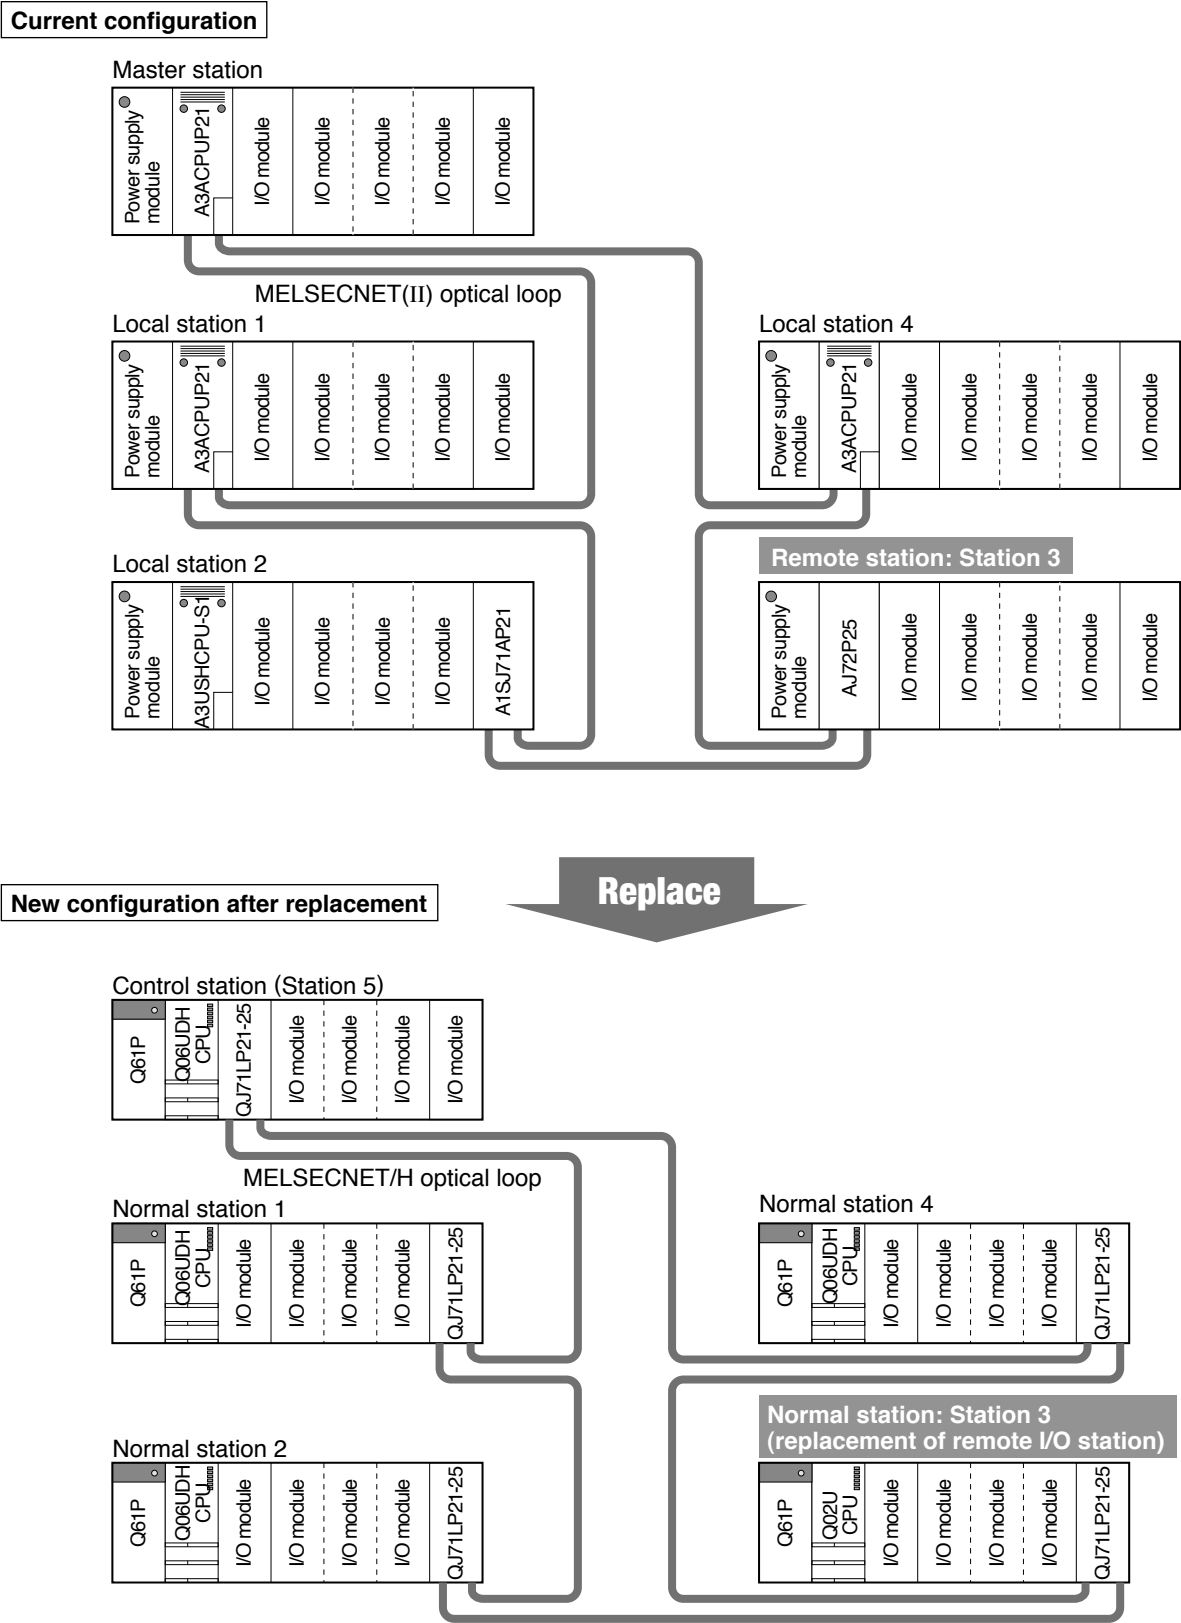 Current configuration
Master station
Power supply
module
A3ACPUP21
I/O module
I/O module
I/O module
I/O module
I/O module
MELSECNET(II) optical loop
Local station 1
Power supply
module
A3ACPUP21
I/O module
I/O module
I/O module
I/O module
I/O module
Local station 4
Power supply
module
A3ACPUP21
I/O module
I/O module
I/O module
I/O module
I/O module
Local station 2
Power supply
module
A3USHCPU-S1
I/O module
I/O module
I/O module
I/O module
A1SJ71AP21
Remote station: Station 3
Power supply
module
AJ72P25
I/O module
I/O module
I/O module
I/O module
I/O module
Replace
New configuration after replacement
Control station (Station 5)
Q61P
Q06UDH
CPU
QJ71LP21-25
I/O module
I/O module
I/O module
I/O module
MELSECNET/H optical loop
Normal station 1
Q61P
Q06UDH
CPU
I/O module
I/O module
I/O module
I/O module
QJ71LP21-25
Normal station 4
Q61P
Q06UDH
CPU
I/O module
I/O module
I/O module
I/O module
QJ71LP21-25
Normal station 2
Q61P
Q06UDH
CPU
I/O module
I/O module
I/O module
I/O module
QJ71LP21-25
Normal station: Station 3
(replacement of remote I/O station)
Q61P
Q02U
CPU
I/O module
I/O module
I/O module
I/O module
QJ71LP21-25